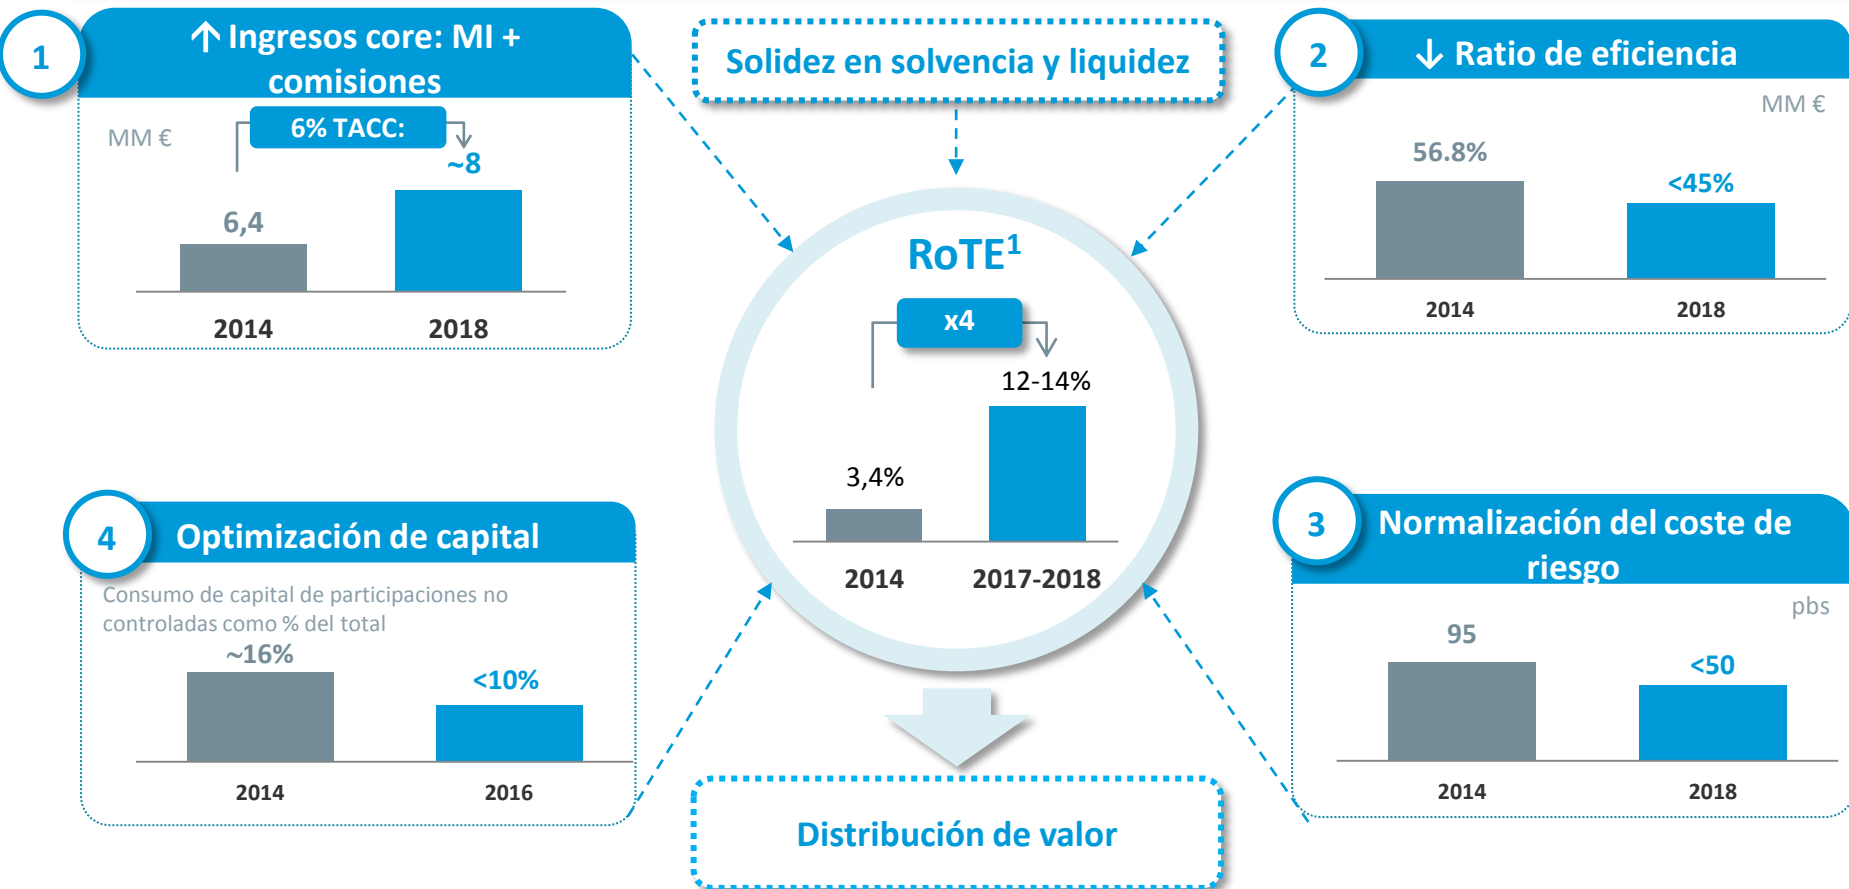 1
↑ Ingresos core: MI +
comisiones
MM €
6% TACC:
~8
6,4
2014
2018
Solidez en solvencia y liquidez
2
↓ Ratio de eficiencia
MM €
56.8%
<45%
2014
2018
RoTE¹
x4
12-14%
3,4%
2014
2017-2018
4
Optimización de capital
Consumo de capital de participaciones no
controladas como % del total
~16%
<10%
2014
2016
3
Normalización del coste de
riesgo
pbs
95
<50
2014
2018
Distribución de valor